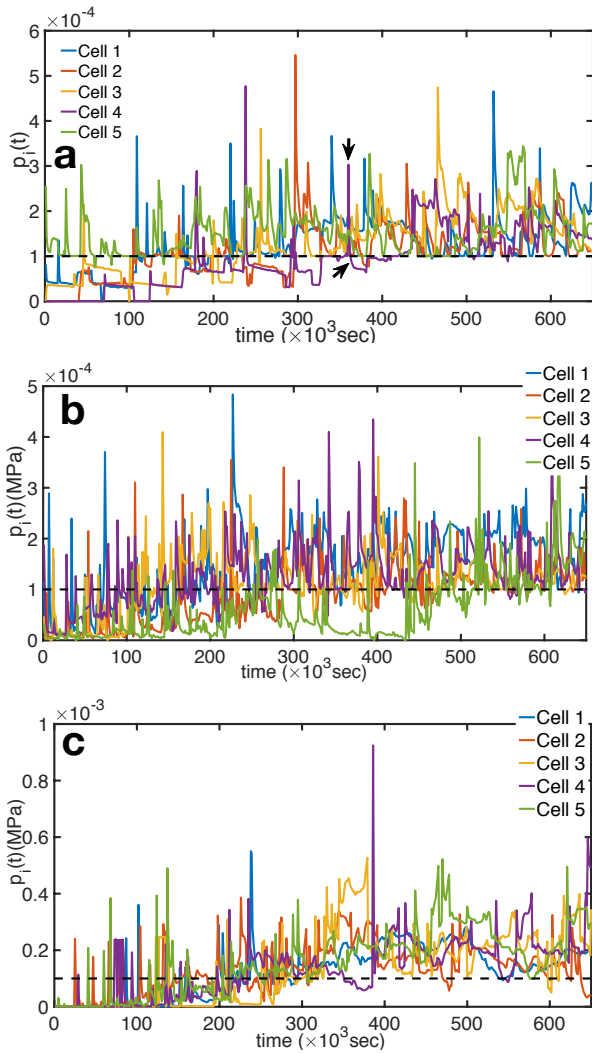 ×10⁻⁴
6
5
4
3
2
1
0
p_i(t)
Cell 1
Cell 2
Cell 3
Cell 4
Cell 5
a
0 100 200 300 400 500 600
time (×10³sec)
b
×10⁻⁴
5
4
3
2
1
0
p_i(t)(MPa)
Cell 1
Cell 2
Cell 3
Cell 4
Cell 5
0 100 200 300 400 500 600
time (×10³sec)
c
×10⁻³
1
0.8
0.6
0.4
0.2
0
p_i(t)(MPa)
Cell 1
Cell 2
Cell 3
Cell 4
Cell 5
0 100 200 300 400 500 600
time (×10³sec)